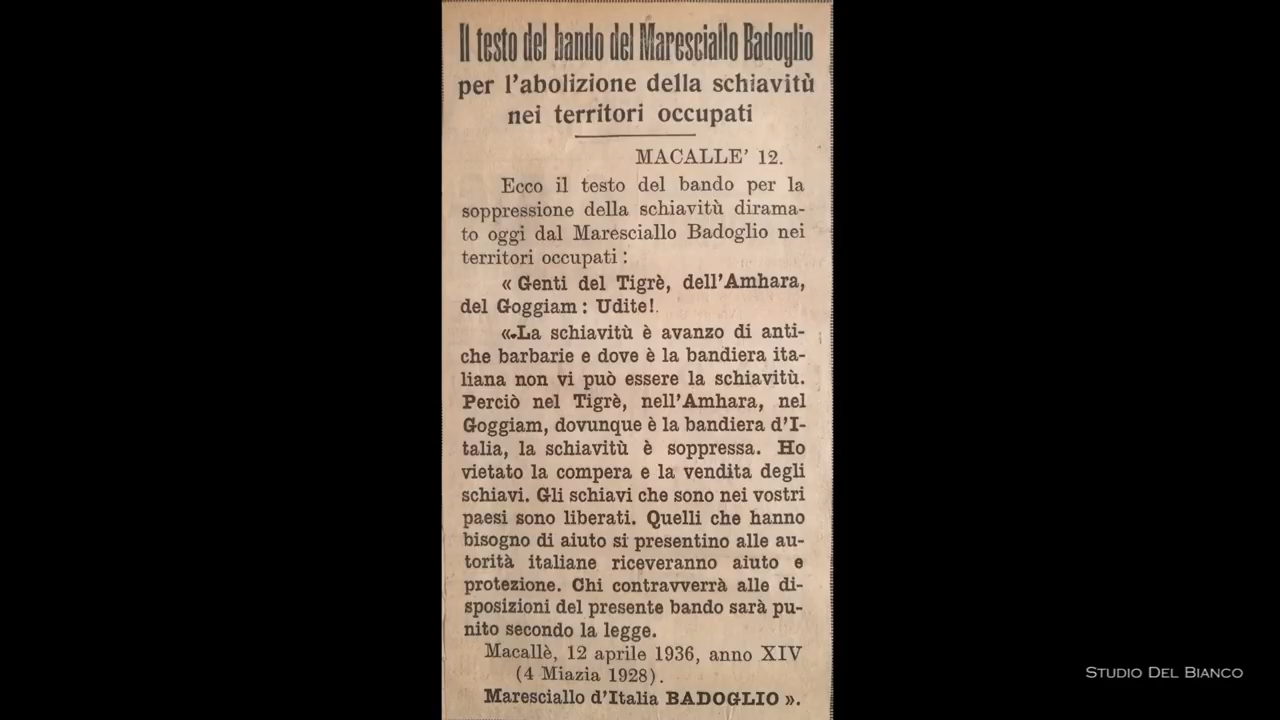 Il testo del bando del Maresciallo Badoglio
per l'abolizione della schiavitù
nei territori occupati
MACALLE' 12.
Ecco il testo del bando per la
soppressione della schiavitù dirama-
to oggi dal Maresciallo Badoglio nei
territori occupati :
« Genti del Tigrè, dell'Amhara,
del Goggiam : Udite!
« La schiavitù è avanzo di anti-
che barbarie e dove è la bandiera ita-
liana non vi può essere la schiavitù.
Perciò nel Tigrè, nell'Amhara, nel
Goggiam, dovunque è la bandiera d'I-
talia, la schiavitù è soppressa. Ho
vietato la compera e la vendita degli
schiavi. Gli schiavi che sono nei vostri
paesi sono liberati. Quelli che hanno
bisogno di aiuto si presentino alle au-
torità italiane riceveranno aiuto e
protezione. Chi contravverrà alle di-
sposizioni del presente bando sarà pu-
nito secondo la legge.
Macallè, 12 aprile 1936, anno XIV
(4 Miazia 1928).
Maresciallo d'Italia BADOGLIO ».
STUDIO DEL BIANCO